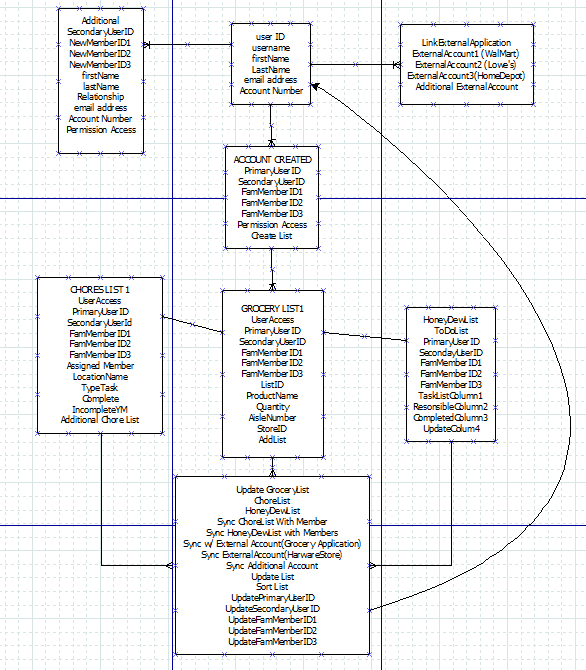 Additional
SecondaryUserID
NewMemberID1
NewMemberID2
NewMemberID3
firstName
lastName
Relationship
email address
Account Number
Permission Access
user ID
username
firstName
LastName
email address
Account Number
LinkExternalApplication
ExternalAccount1 (WalMart)
ExternalAccount2 (Lowe's)
ExternalAccount3(HomeDepot)
Additional ExternalAccount
ACCOUNT CREATED
PrimaryUserID
SecondaryUserID
FamMemberID1
FamMemberID2
FamMemberID3
Permission Access
Create List
CHORES LIST 1
UserAccess
PrimaryUserID
SecondaryUserId
FamMemberID1
FamMemberID2
FamMemberID3
Assigned Member
LocationName
TypeTask
Complete
IncompleteYM
Additional Chore List
GROCERY LIST1
UserAccess
PrimaryUserID
SecondaryUserID
FamMemberID1
FamMemberID2
FamMemberID3
ListID
ProductName
Quantity
AisleNumber
StoreID
AddList
HoneyDewList
ToDoList
PrimaryUserID
SecondayUserID
FamMemberID1
FamMemberID2
FamMemberID3
TaskListColumn1
ResonsibleColumn2
CompletedColumn3
UpdateColum4
Update GroceryList
ChoreList
HoneyDewList
Sync ChoreList With Member
Sync HoneyDewList with Members
Sync w/ External Account(Grocery Application)
Sync ExternalAccount(HarwareStore)
Sync Additional Account
Update List
Sort List
UpdatePrimaryUserID
UpdateSecondaryUserID
UpdateFamMemberID1
UpdateFamMemberID2
UpdateFamMemberID3